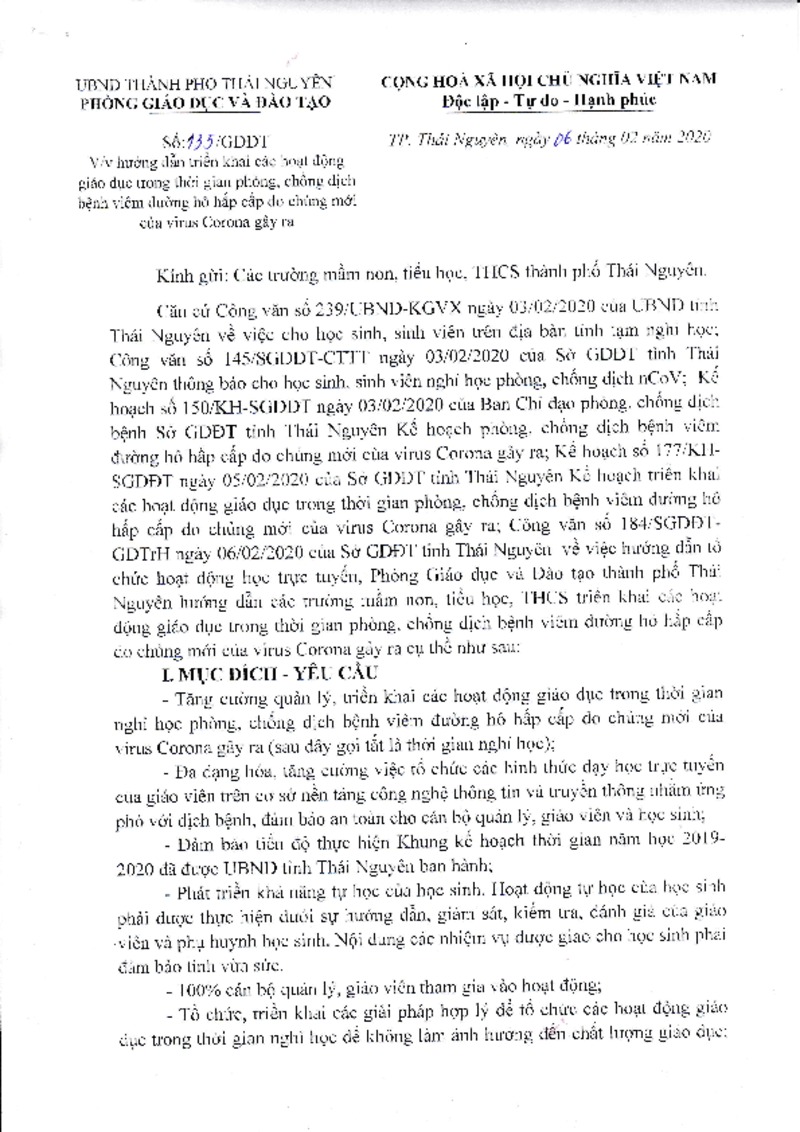 UBND THÀNH PHỐ THÁI NGUYÊN
PHÒNG GIÁO DỤC VÀ ĐÀO TẠO
CỘNG HOÀ XÃ HỘI CHỦ NGHĨA VIỆT NAM
Độc lập - Tự do - Hạnh phúc
Số:133/GDĐT
TP. Thái Nguyên, ngày 06 tháng 02 năm 2020
V/v hướng dẫn triển khai các hoạt động
giáo dục trong thời gian phòng, chống dịch
bệnh viêm đường hô hấp cấp do chủng mới
của virus Corona gây ra
Kính gửi: Các trường mầm non, tiểu học, THCS thành phố Thái Nguyên.
Căn cứ Công văn số 239/UBND-KGVX ngày 03/02/2020 của UBND tỉnh
Thái Nguyên về việc cho học sinh, sinh viên trên địa bàn tỉnh tạm nghỉ học;
Công văn số 145/SGDĐT-CTTT ngày 03/02/2020 của Sở GDĐT tỉnh Thái
Nguyên thông báo cho học sinh, sinh viên nghỉ học phòng, chống dịch nCoV; Kế
hoạch số 150/KH-SGDĐT ngày 03/02/2020 của Ban Chỉ đạo phòng, chống dịch
bệnh Sở GDĐT tỉnh Thái Nguyên Kế hoạch phòng, chống dịch bệnh viêm
đường hô hấp cấp do chủng mới của virus Corona gây ra; Kế hoạch số 177/KH-
SGDĐT ngày 05/02/2020 của Sở GDĐT tỉnh Thái Nguyên Kế hoạch triển khai
các hoạt động giáo dục trong thời gian phòng, chống dịch bệnh viêm đường hô
hấp cấp do chủng mới của virus Corona gây ra; Công văn số 184/SGDĐT-
GDTrH ngày 06/02/2020 của Sở GDĐT tỉnh Thái Nguyên về việc hướng dẫn tổ
chức hoạt động học trực tuyến, Phòng Giáo dục và Đào tạo thành phố Thái
Nguyên hướng dẫn các trường mầm non, tiểu học, THCS triển khai các hoạt
động giáo dục trong thời gian phòng, chống dịch bệnh viêm đường hô hấp cấp
do chủng mới của virus Corona gây ra cụ thể như sau:
I. MỤC ĐÍCH - YÊU CẦU
- Tăng cường quản lý, triển khai các hoạt động giáo dục trong thời gian
nghỉ học phòng, chống dịch bệnh viêm đường hô hấp cấp do chủng mới của
virus Corona gây ra (sau đây gọi tắt là thời gian nghỉ học);
- Đa dạng hóa, tăng cường việc tổ chức các hình thức dạy học trực tuyến
của giáo viên trên cơ sở nền tảng công nghệ thông tin và truyền thông nhằm ứng
phó với dịch bệnh, đảm bảo an toàn cho cán bộ quản lý, giáo viên và học sinh;
- Đảm bảo tiến độ thực hiện Khung kế hoạch thời gian năm học 2019-
2020 đã được UBND tỉnh Thái Nguyên ban hành;
- Phát triển khả năng tự học của học sinh. Hoạt động tự học của học sinh
phải được thực hiện dưới sự hướng dẫn, giám sát, kiểm tra, đánh giá của giáo
viên và phụ huynh học sinh. Nội dung các nhiệm vụ được giao cho học sinh phải
đảm bảo tính vừa sức.
- 100% cán bộ quản lý, giáo viên tham gia vào hoạt động;
- Tổ chức, triển khai các giải pháp hợp lý để tổ chức các hoạt động giáo
dục trong thời gian nghỉ học để không làm ảnh hưởng đến chất lượng giáo dục;